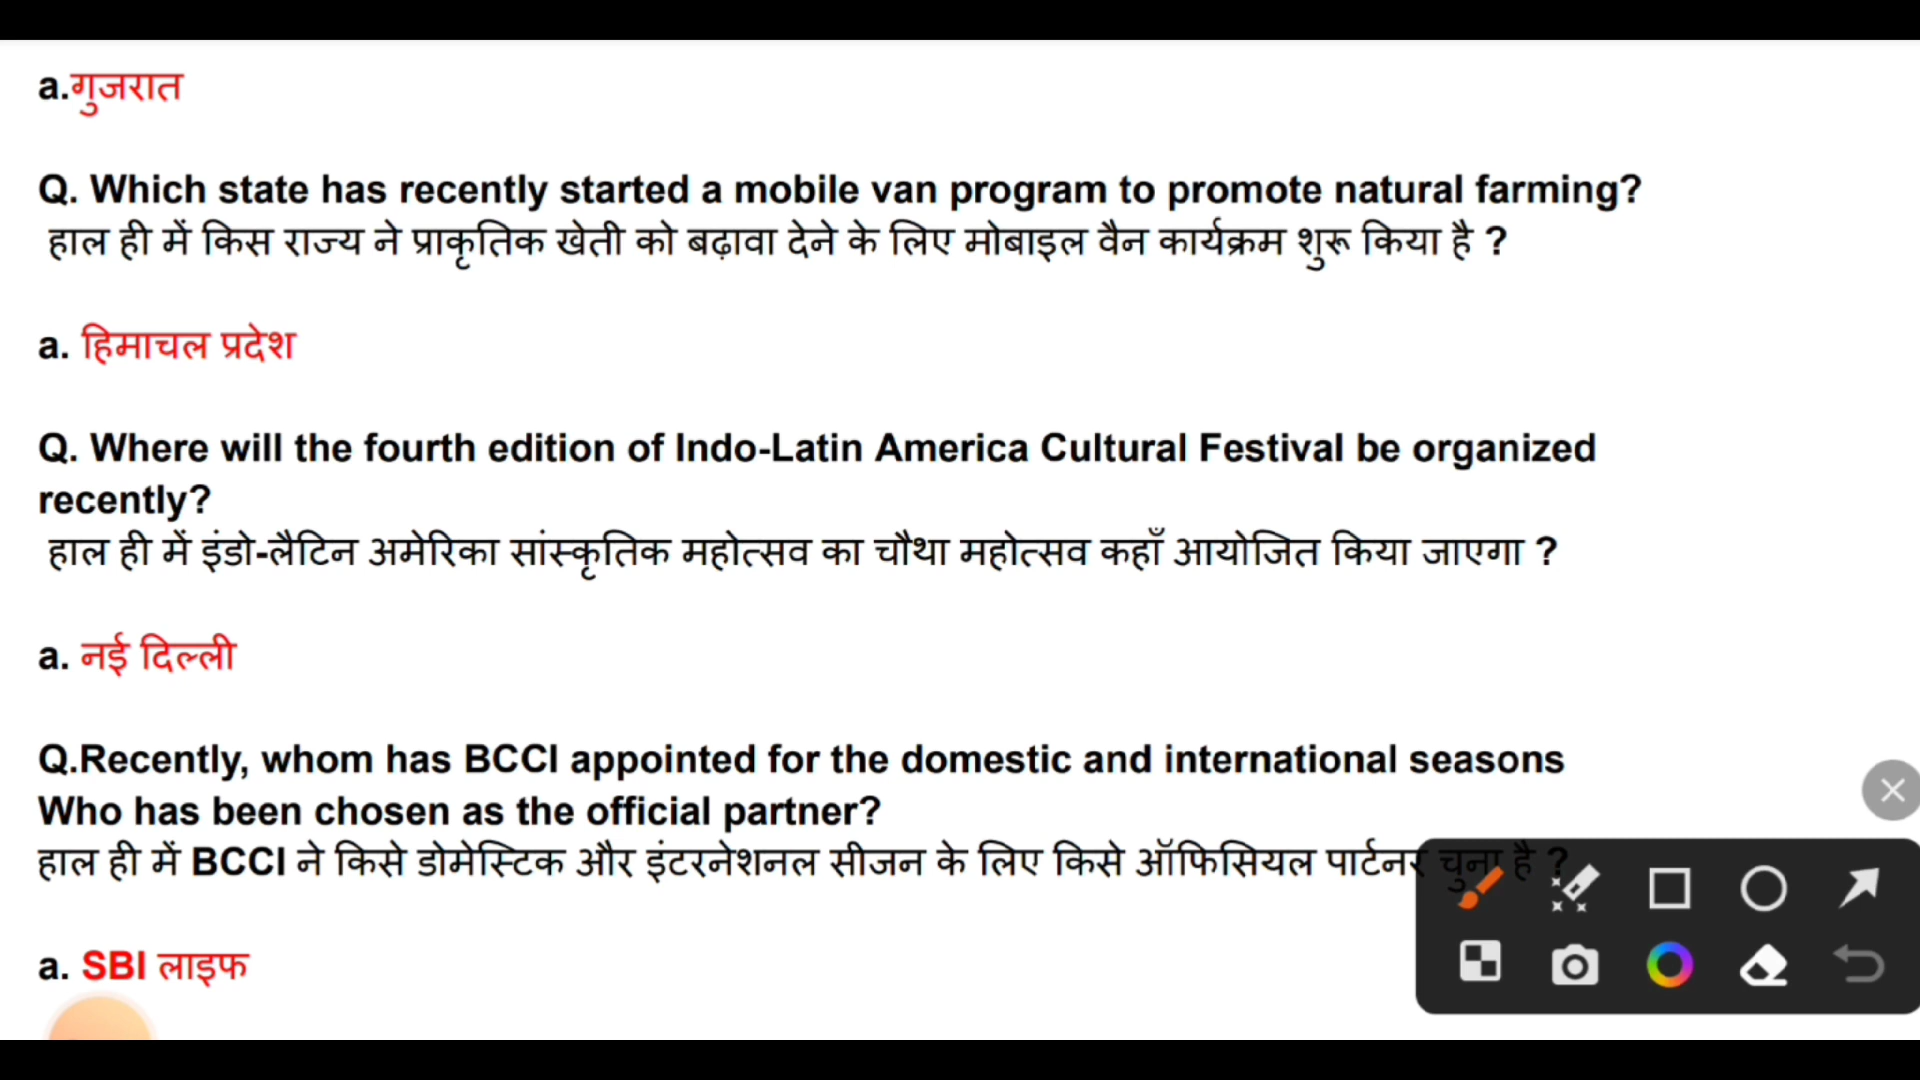 a.गुजरात
Q. Which state has recently started a mobile van program to promote natural farming?
हाल ही में किस राज्य ने प्राकृतिक खेती को बढ़ावा देने के लिए मोबाइल वैन कार्यक्रम शुरू किया है ?
a. हिमाचल प्रदेश
Q. Where will the fourth edition of Indo-Latin America Cultural Festival be organized
recently?
हाल ही में इंडो-लैटिन अमेरिका सांस्कृतिक महोत्सव का चौथा महोत्सव कहाँ आयोजित किया जाएगा ?
a. नई दिल्ली
Q.Recently, whom has BCCI appointed for the domestic and international seasons
Who has been chosen as the official partner?
हाल ही में BCCI ने किसे डोमेस्टिक और इंटरनेशनल सीजन के लिए किसे ऑफिसियल पार्टनर चुना है ?
a. SBI लाइफ